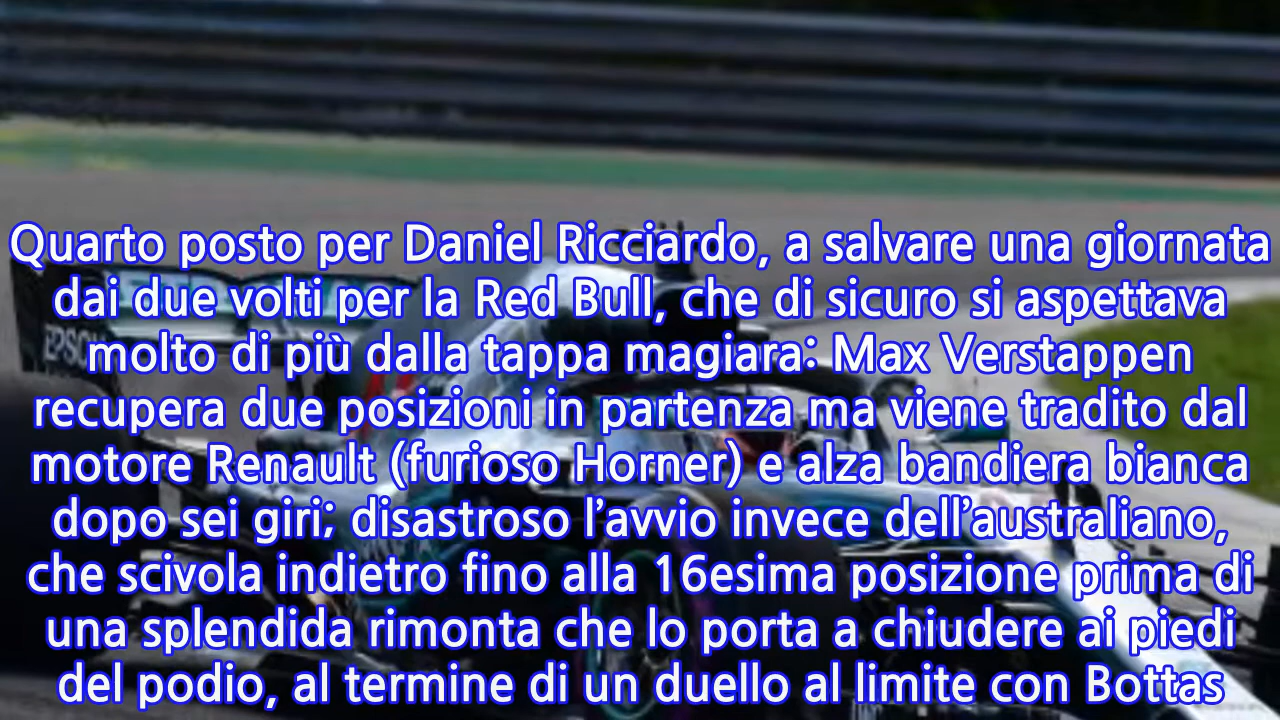 Quarto posto per Daniel Ricciardo, a salvare una giornata
dai due volti per la Red Bull, che di sicuro si aspettava
molto di più dalla tappa magiara: Max Verstappen
recupera due posizioni in partenza ma viene tradito dal
motore Renault (furioso Horner) e alza bandiera bianca
dopo sei giri; disastroso l’avvio invece dell’australiano,
che scivola indietro fino alla 16esima posizione prima di
una splendida rimonta che lo porta a chiudere ai piedi
del podio, al termine di un duello al limite con Bottas